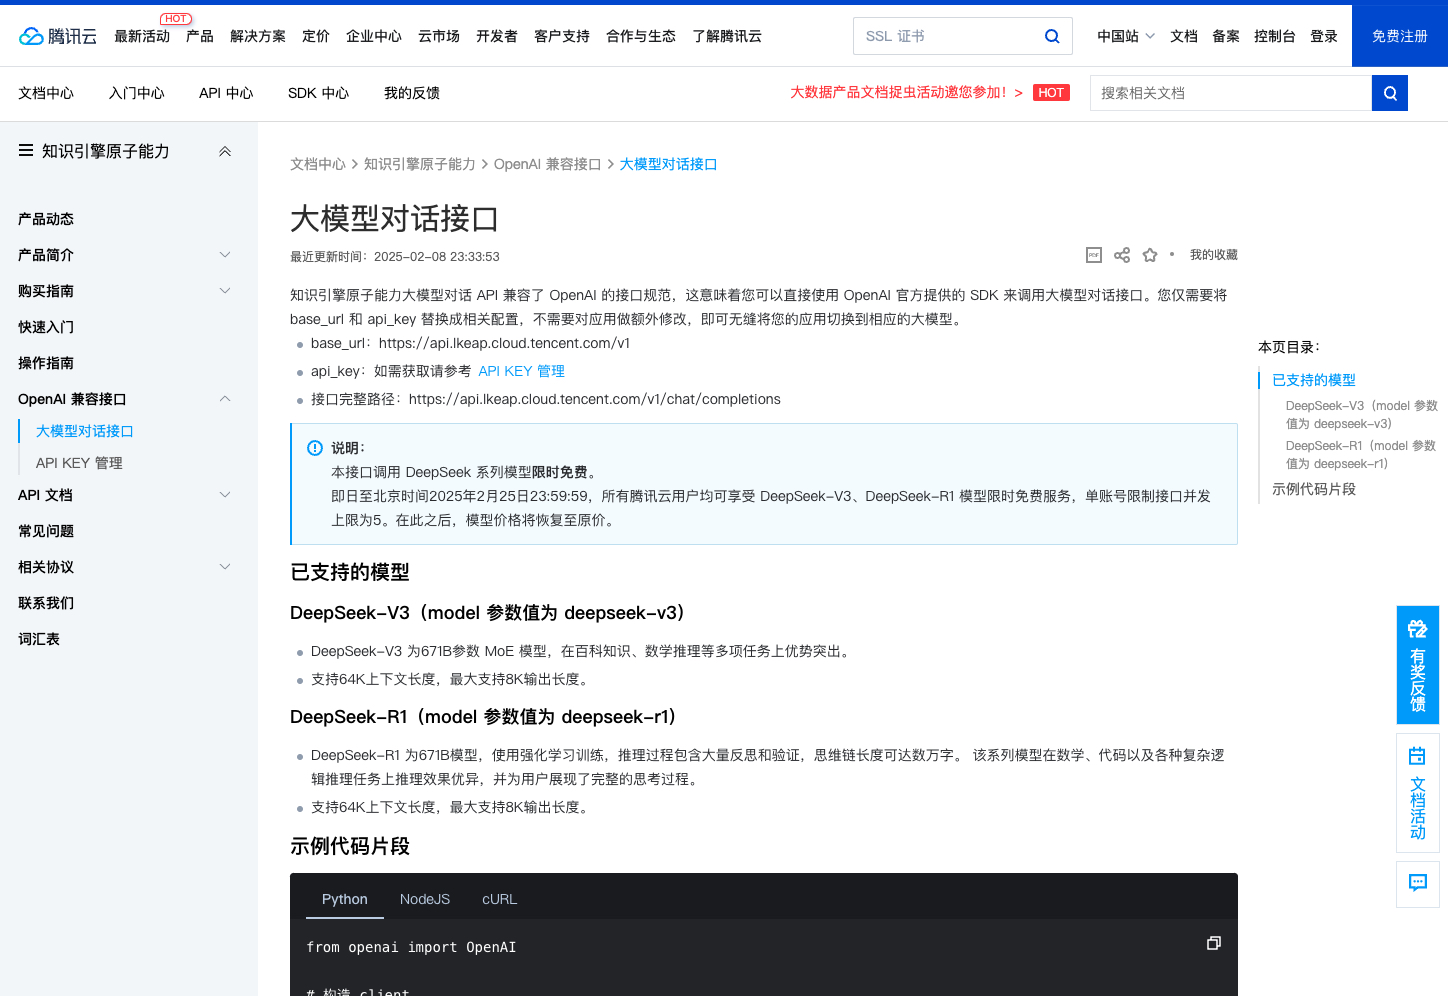 腾讯云
最新活动
HOT
产品
解决方案
定价
企业中心
云市场
开发者
客户支持
合作与生态
了解腾讯云
SSL 证书
中国站
文档
备案
控制台
登录
免费注册
文档中心
入门中心
API 中心
SDK 中心
我的反馈
大数据产品文档捉虫活动邀您参加！>
HOT
搜索相关文档
知识引擎原子能力
产品动态
产品简介
购买指南
快速入门
操作指南
OpenAI 兼容接口
大模型对话接口
API KEY 管理
API 文档
常见问题
相关协议
联系我们
词汇表
文档中心 > 知识引擎原子能力 > OpenAI 兼容接口 > 大模型对话接口
大模型对话接口
最近更新时间：2025-02-08 23:33:53
PDF
我的收藏
知识引擎原子能力大模型对话 API 兼容了 OpenAI 的接口规范，这意味着您可以直接使用 OpenAI 官方提供的 SDK 来调用大模型对话接口。您仅需要将
base_url 和 api_key 替换成相关配置，不需要对应用做额外修改，即可无缝将您的应用切换到相应的大模型。
base_url：https://api.lkeap.cloud.tencent.com/v1
api_key：如需获取请参考 API KEY 管理
接口完整路径：https://api.lkeap.cloud.tencent.com/v1/chat/completions
说明：
本接口调用 DeepSeek 系列模型限时免费。
即日至北京时间2025年2月25日23:59:59，所有腾讯云用户均可享受 DeepSeek-V3、DeepSeek-R1 模型限时免费服务，单账号限制接口并发
上限为5。在此之后，模型价格将恢复至原价。
已支持的模型
DeepSeek-V3（model 参数值为 deepseek-v3）
DeepSeek-V3 为671B参数 MoE 模型，在百科知识、数学推理等多项任务上优势突出。
支持64K上下文长度，最大支持8K输出长度。
DeepSeek-R1（model 参数值为 deepseek-r1）
DeepSeek-R1 为671B模型，使用强化学习训练，推理过程包含大量反思和验证，思维链长度可达数万字。 该系列模型在数学、代码以及各种复杂逻
辑推理任务上推理效果优异，并为用户展现了完整的思考过程。
支持64K上下文长度，最大支持8K输出长度。
示例代码片段
Python
NodeJS
cURL
from openai import OpenAI
# 构造 client
本页目录：
已支持的模型
DeepSeek-V3（model 参数
值为 deepseek-v3）
DeepSeek-R1（model 参数
值为 deepseek-r1）
示例代码片段
有奖反馈
文档活动